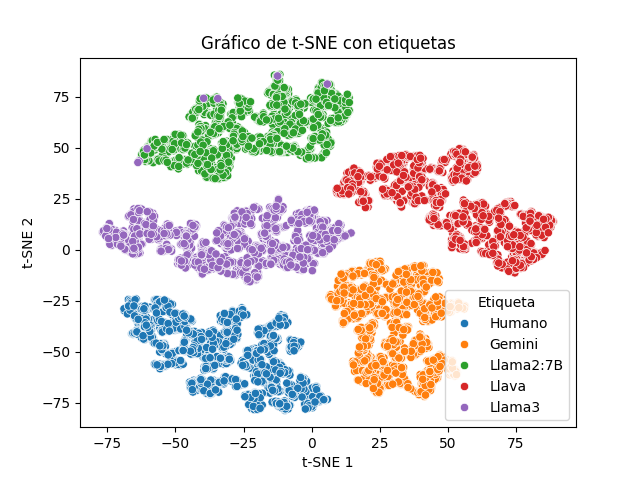 Gráfico de t-SNE con etiquetas
t-SNE 2
75
50
25
0
−25
−50
−75
−75
−50
−25
0
25
50
75
t-SNE 1
Etiqueta
Humano
Gemini
Llama2:7B
Llava
Llama3